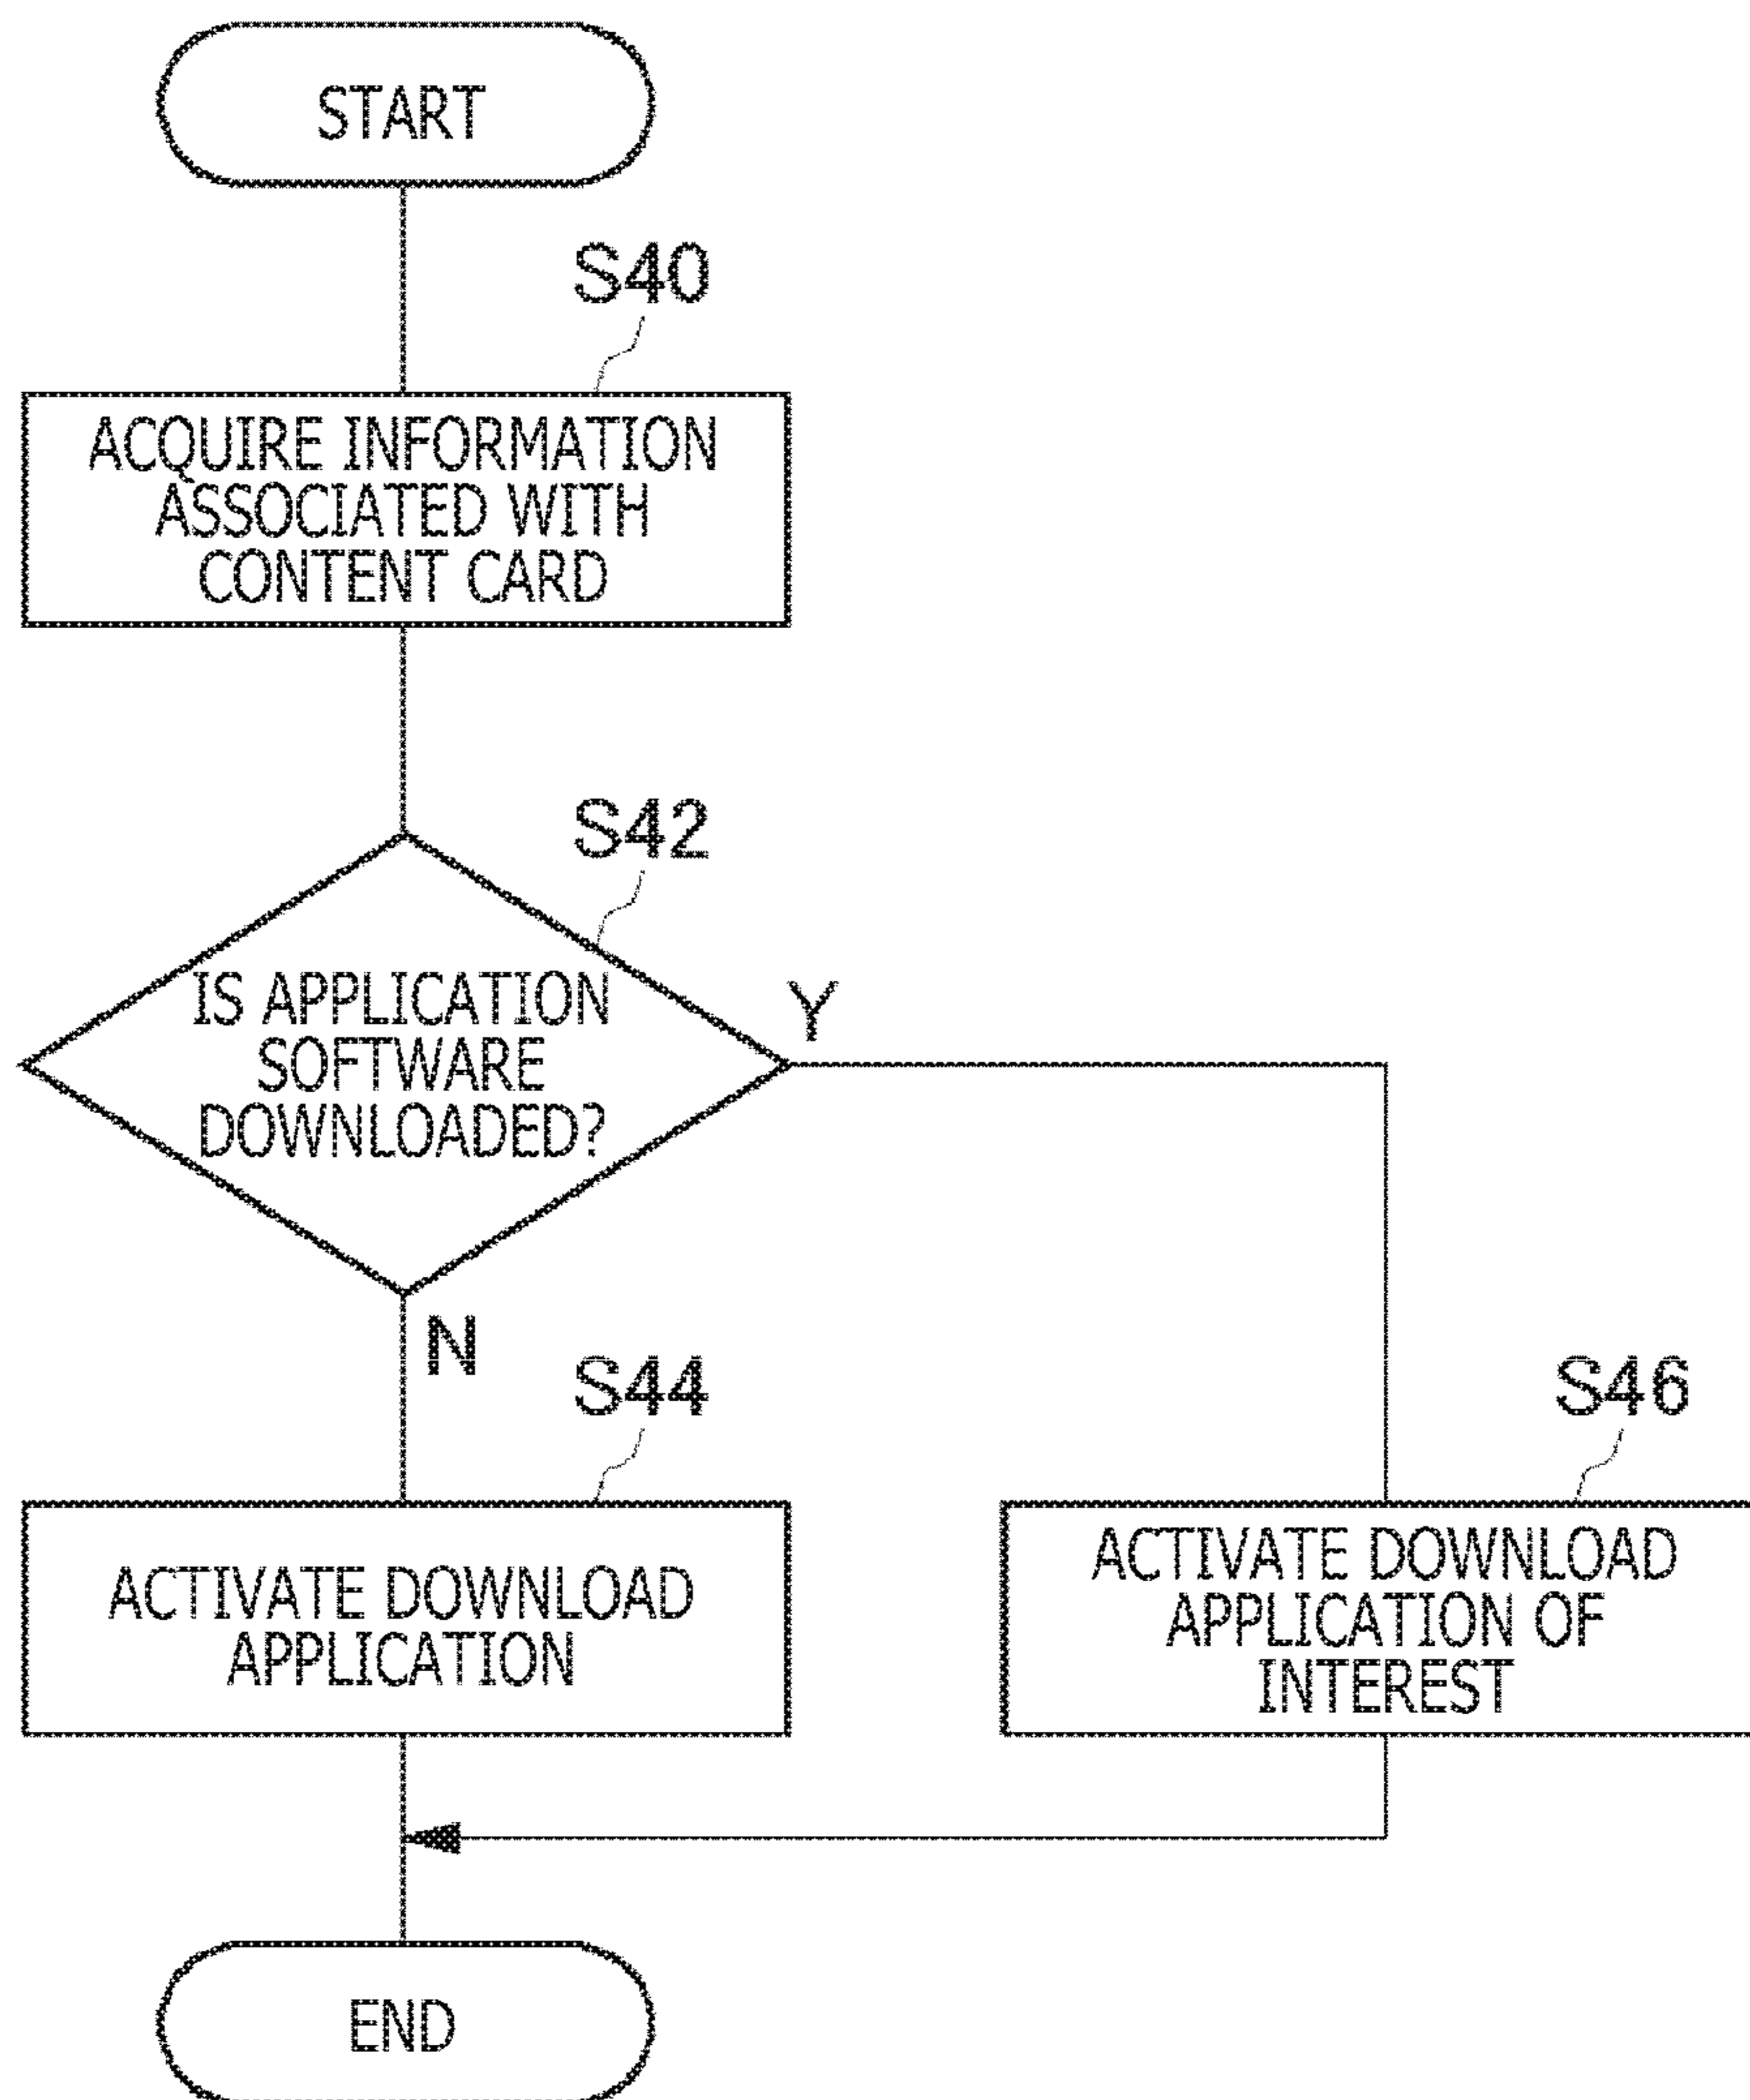 START
S40
ACQUIRE INFORMATION
ASSOCIATED WITH
CONTENT CARD
S42
IS APPLICATION
SOFTWARE
DOWNLOADED?
Y
N
S44
ACTIVATE DOWNLOAD
APPLICATION
S46
ACTIVATE DOWNLOAD
APPLICATION OF
INTEREST
END